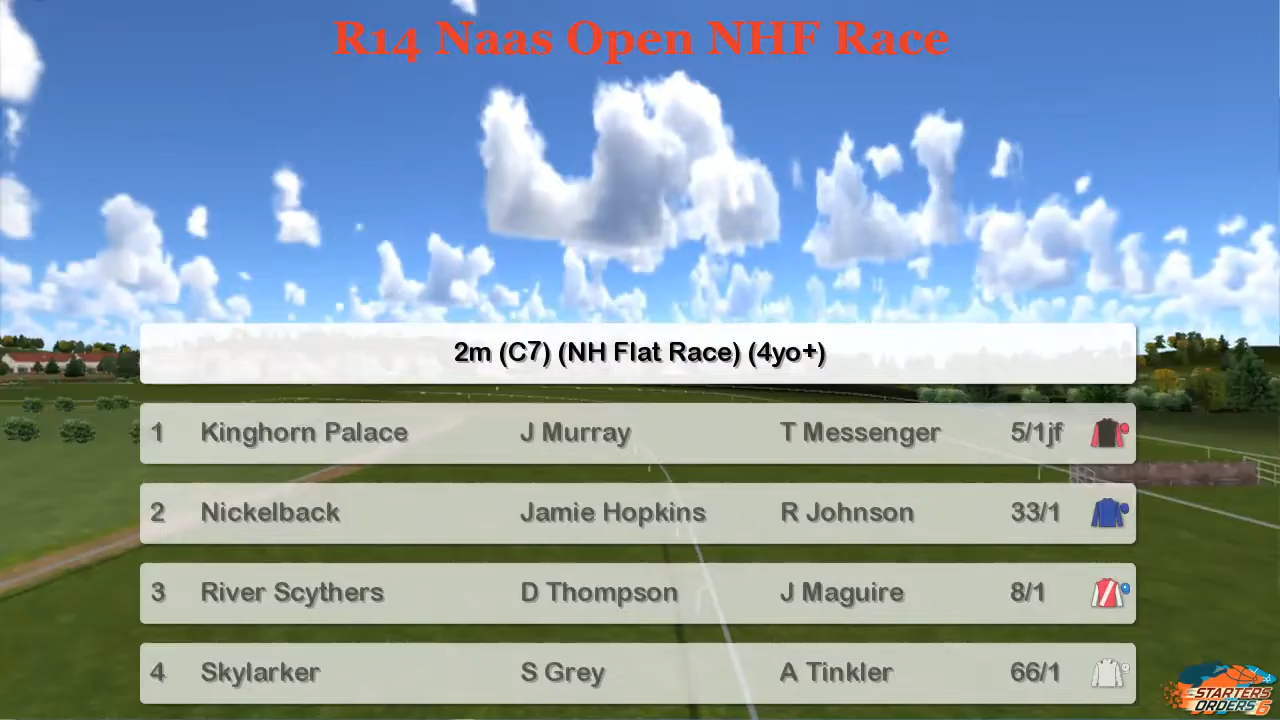 R14 Naas Open NHF Race
2m (C7) (NH Flat Race) (4yo+)
1 Kinghorn Palace J Murray T Messenger 5/1jf
2 Nickelback Jamie Hopkins R Johnson 33/1
3 River Scythers D Thompson J Maguire 8/1
4 Skylarker S Grey A Tinkler 66/1
STARTERS
ORDERS 6